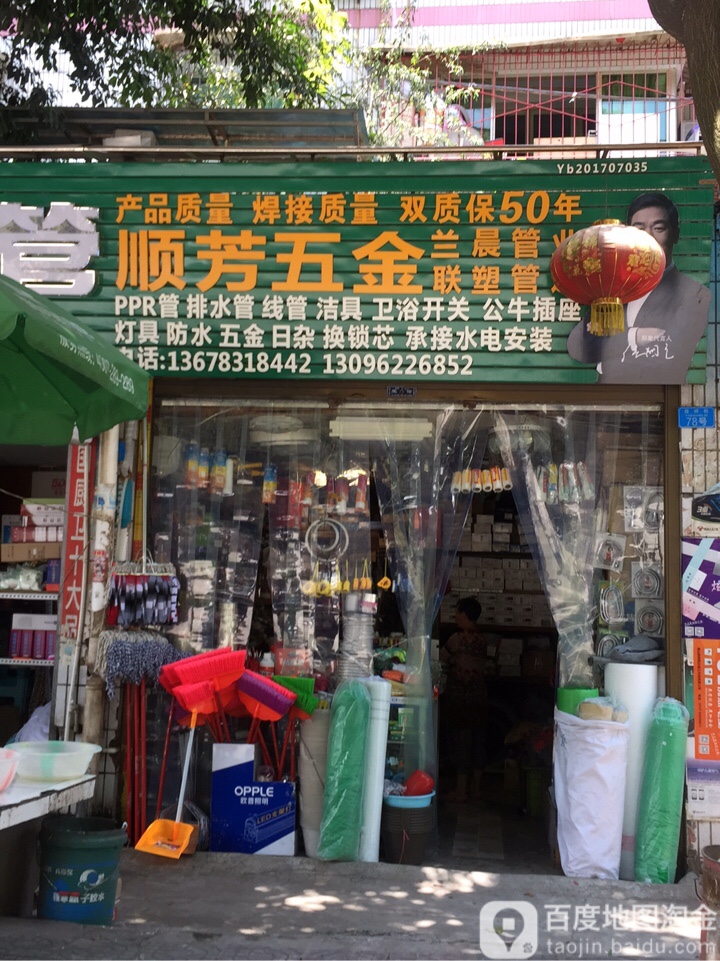 Yb201707035
产品质量 焊接质量 双质保50年
管
顺芳五金
兰晨管业
联塑管
PPR管 排水管 线管 洁具 卫浴开关 公牛插座
灯具 防水 五金 日杂 换锁芯 承接水电安装
电话:13678318442 13096226852
78号
OPPLE
欧普照明
LED
百度地图淘金
taojin.baidu.com